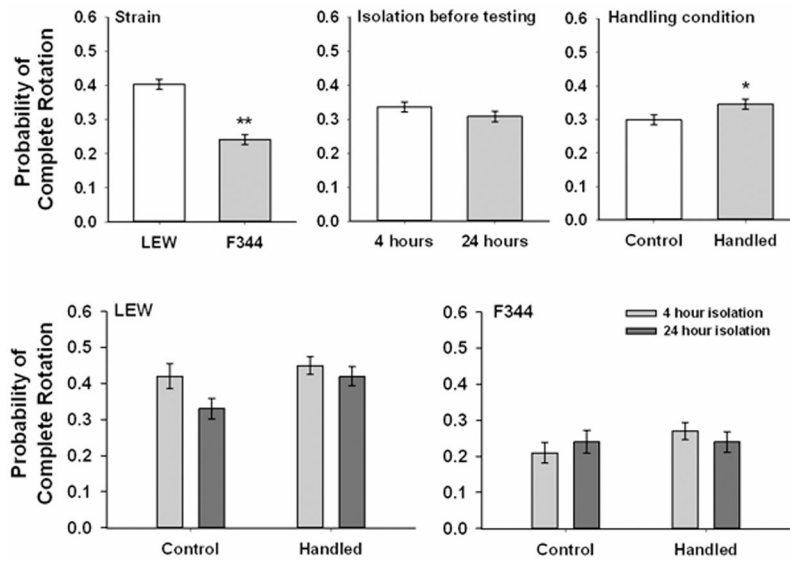 Strain
Isolation before testing
Handling condition
Probability of
Complete Rotation
0.6
0.5
0.4
0.3
0.2
0.1
0.0
**
LEW
F344
0.6
0.5
0.4
0.3
0.2
0.1
0.0
4 hours
24 hours
0.6
0.5
0.4
0.3
0.2
0.1
0.0
*
Control
Handled
Probability of
Complete Rotation
LEW
0.6
0.5
0.4
0.3
0.2
0.1
0.0
Control
Handled
F344
0.6
0.5
0.4
0.3
0.2
0.1
0.0
4 hour isolation
24 hour isolation
Control
Handled